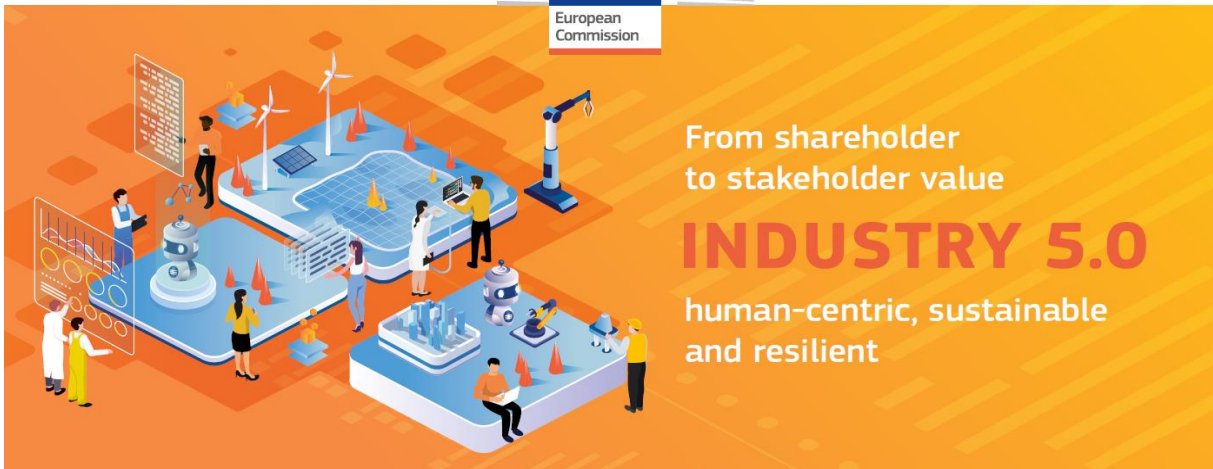 European
Commission
From shareholder
to stakeholder value
INDUSTRY 5.0
human-centric, sustainable
and resilient